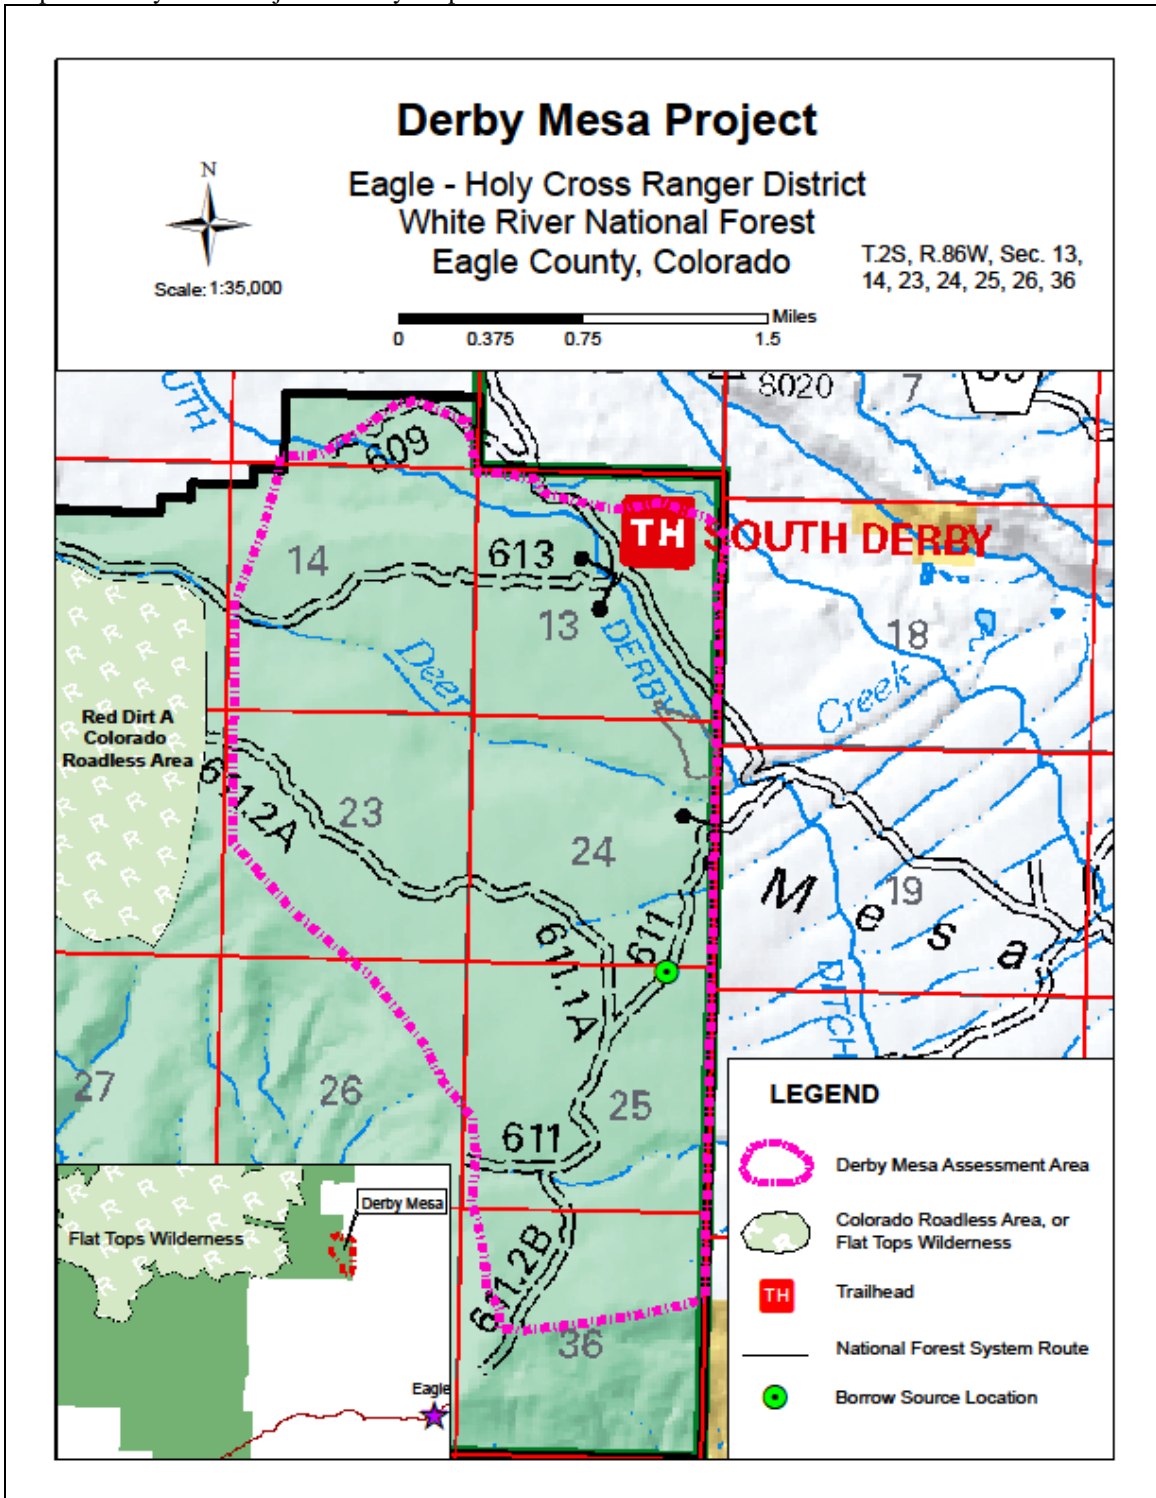 Derby Mesa Project
Eagle - Holy Cross Ranger District
White River National Forest
Eagle County, Colorado
N
Scale: 1:35,000
T.2S, R.86W, Sec. 13,
14, 23, 24, 25, 26, 36
Miles
0 0.375 0.75 1.5
UTH
8020
7
609
TH SOUTH DERBY
613
14
13
DERBY
18
Deer
Creek
Red Dirt A
Colorado
Roadless Area
611.2A
23
24
19
Mesa
611
611.1A
DITCH
27
26
25
611
611.2B
36
Flat Tops Wilderness
Derby Mesa
Eagle
LEGEND
Derby Mesa Assessment Area
Colorado Roadless Area, or
Flat Tops Wilderness
TH
Trailhead
National Forest System Route
Borrow Source Location